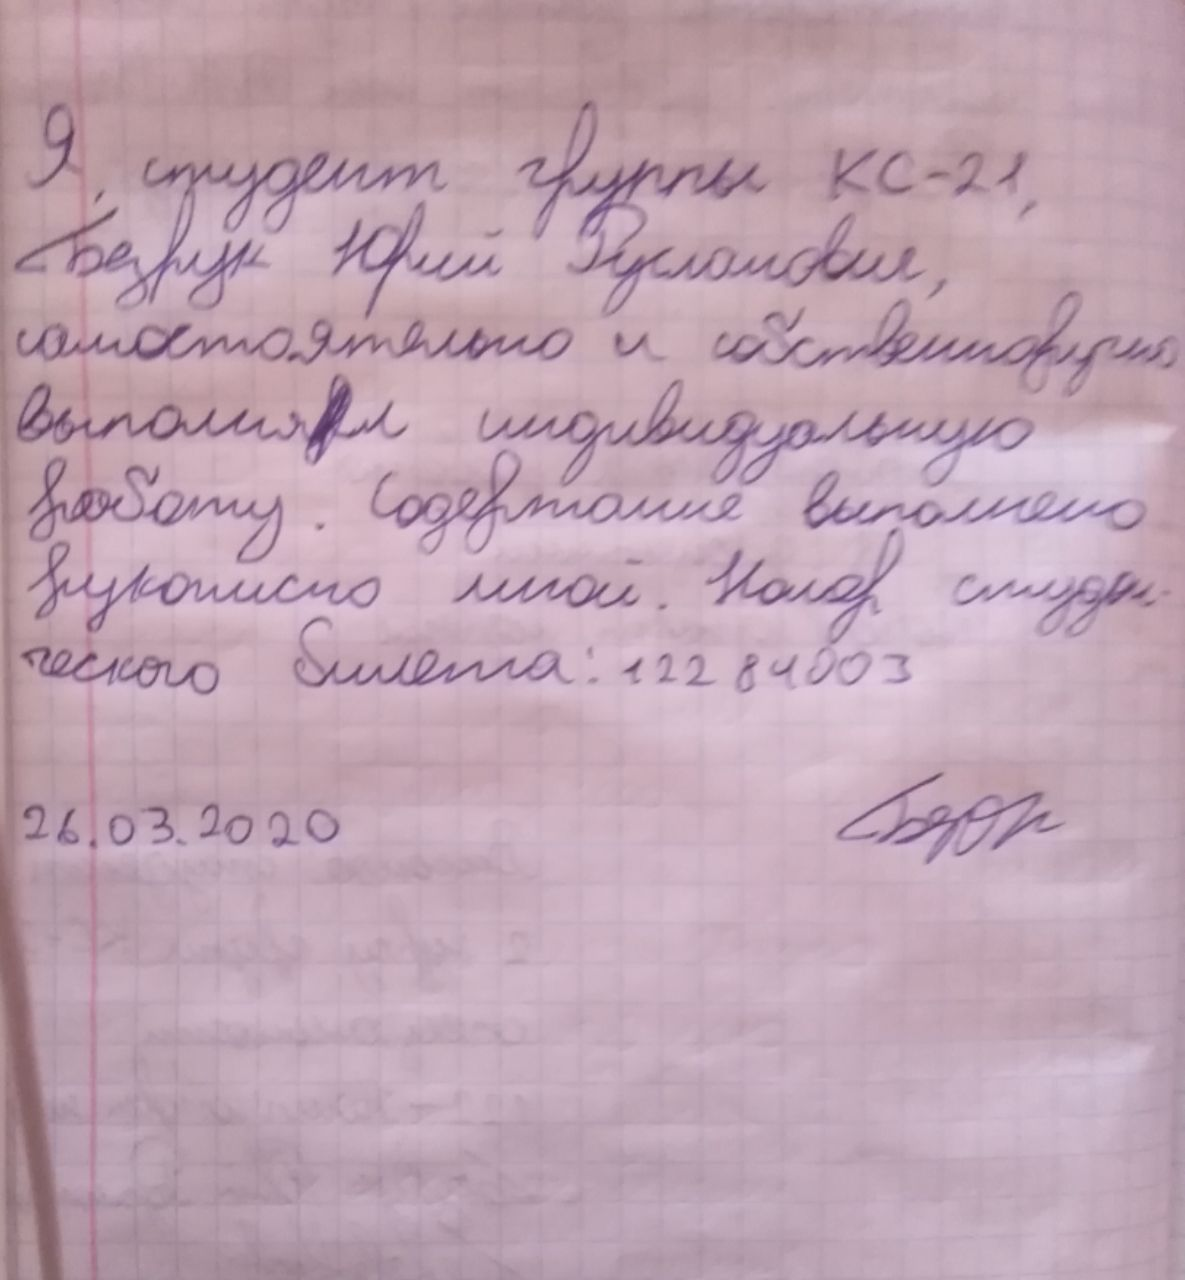 Я, студент группы КС-21,
Безрук Юрий Русланович,
самостоятельно и собственноручно
выполнял индивидуальную
работу. Содержание выполнено
рукописно мной. Номер студен-
ческого билета: 12284003
26.03.2020